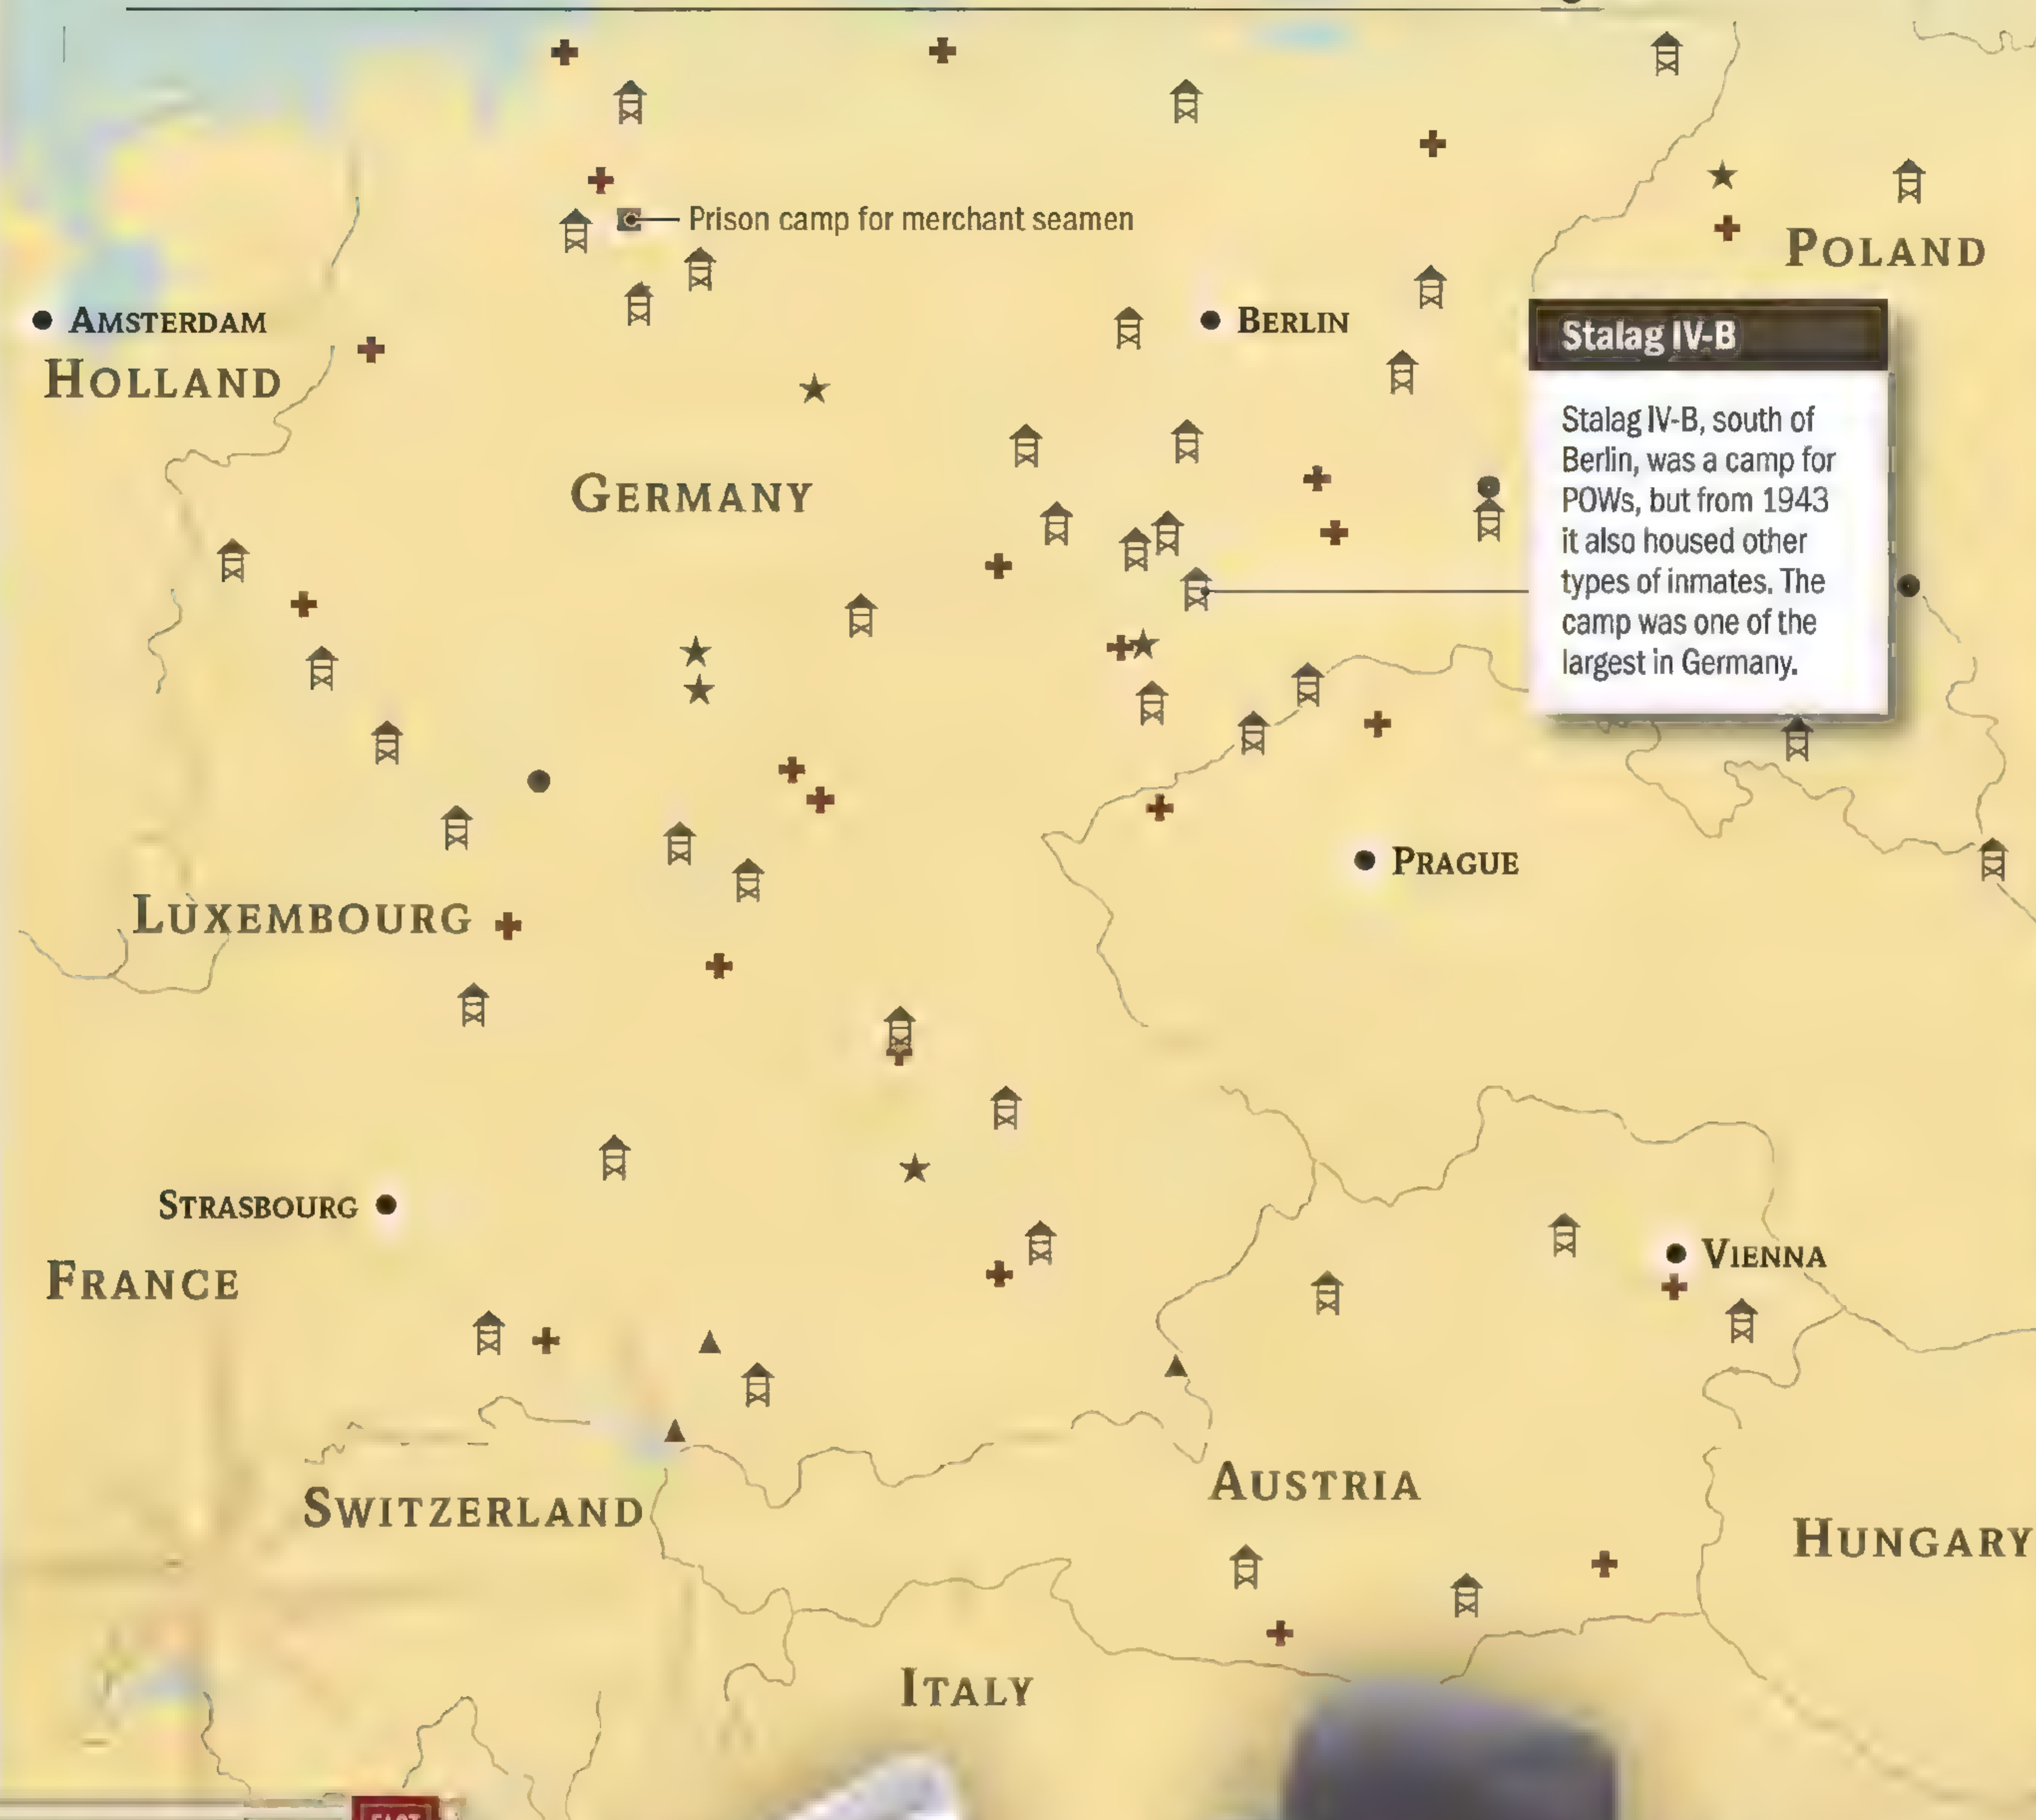 Prison camp for merchant seamen
POLAND
AMSTERDAM
BERLIN
HOLLAND
Stalag IV-B
Stalag IV-B, south of
Berlin, was a camp for
POWs, but from 1943
it also housed other
types of inmates. The
camp was one of the
largest in Germany.
GERMANY
PRAGUE
LUXEMBOURG
STRASBOURG
VIENNA
FRANCE
AUSTRIA
SWITZERLAND
HUNGARY
ITALY